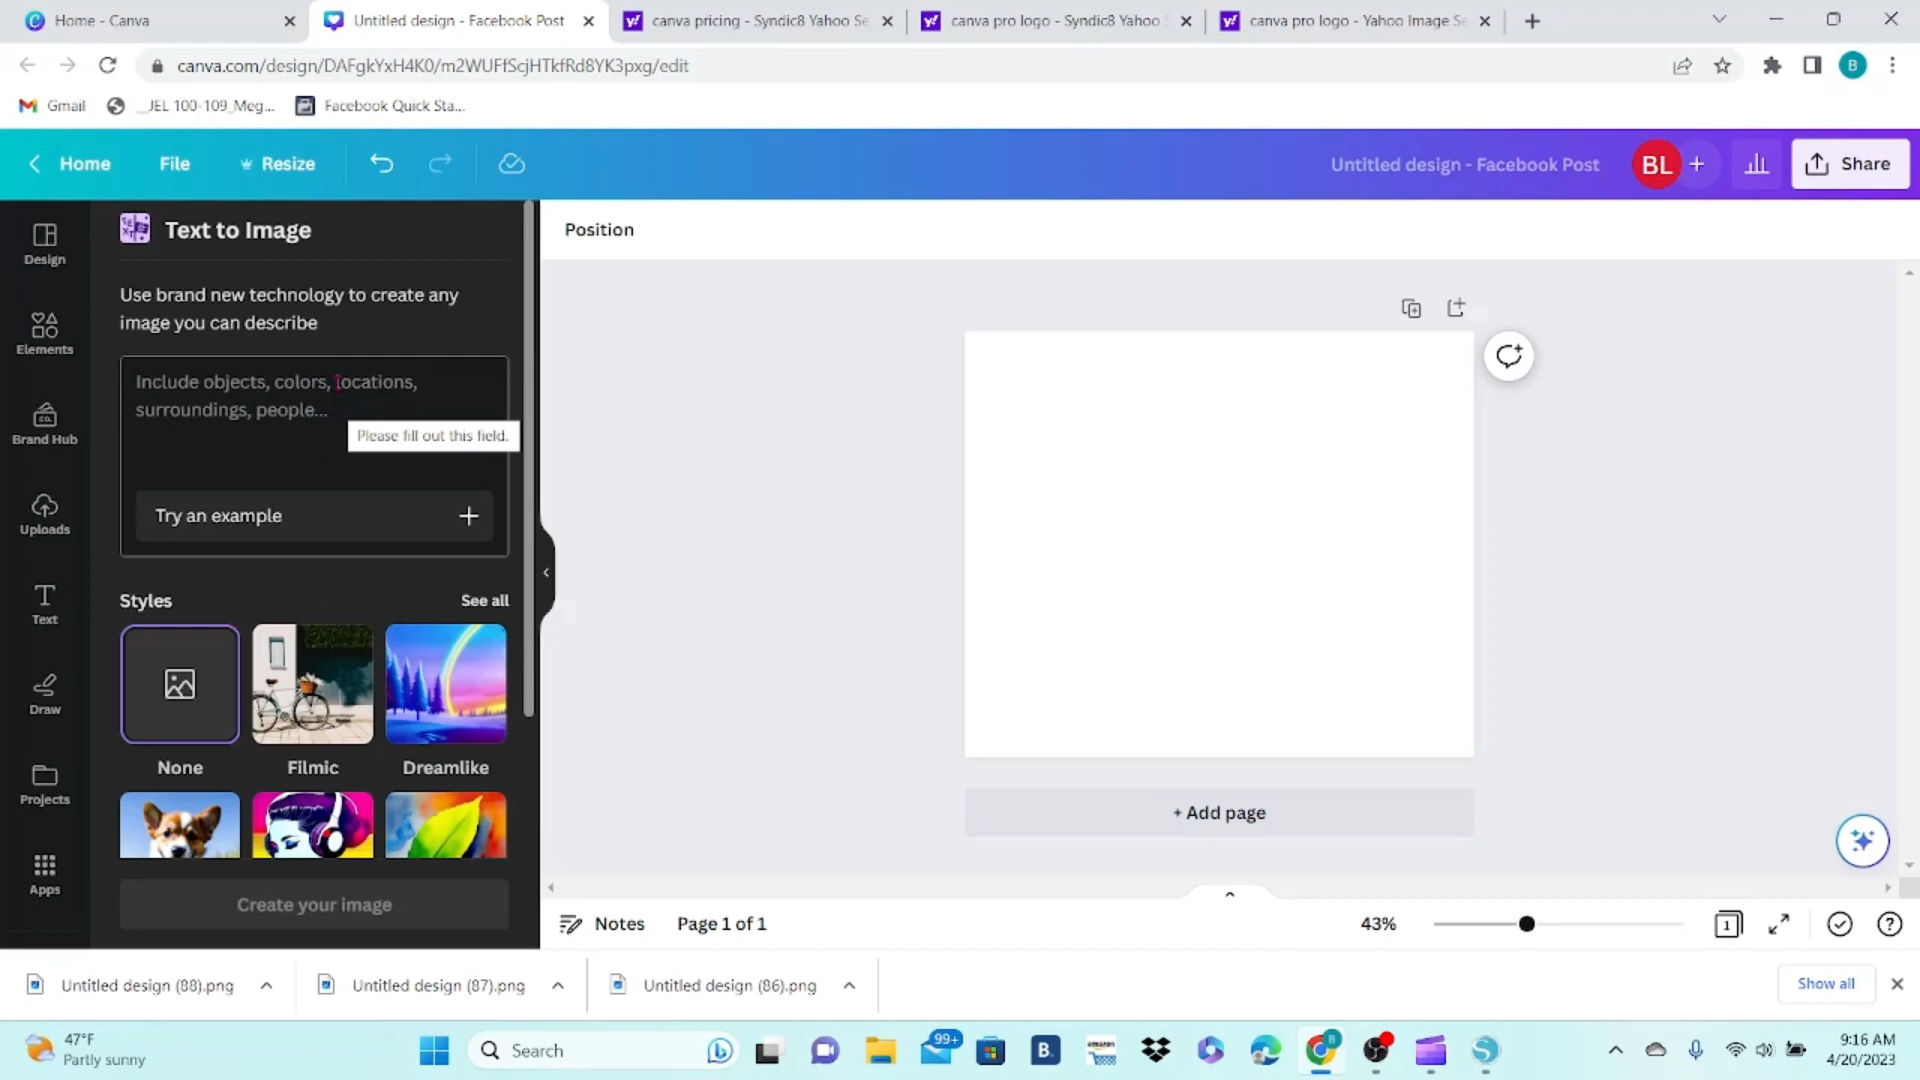 Home - Canva
Untitled design - Facebook Post
canva pricing - Syndic8 Yahoo Se
canva pro logo - Syndic8 Yahoo S
canva pro logo - Yahoo Image Se
canva.com/design/DAFgkYxH4K0/m2WUFfScjHTkfRd8YK3pxg/edit
B
Gmail
_JEL 100-109_Meg...
Facebook Quick Sta...
Home
File
Resize
Untitled design - Facebook Post
BL
Share
Design
Elements
Brand Hub
Uploads
Text
Draw
Projects
Apps
Text to Image
Use brand new technology to create any
image you can describe
Include objects, colors, locations,
surroundings, people...
Please fill out this field.
Try an example
Styles
See all
None
Filmic
Dreamlike
Create your image
Position
+ Add page
Notes
Page 1 of 1
43%
1
Untitled design (88).png
Untitled design (87).png
Untitled design (86).png
Show all
47°F
Partly sunny
Search
99+
B.
amazon
9:16 AM
4/20/2023